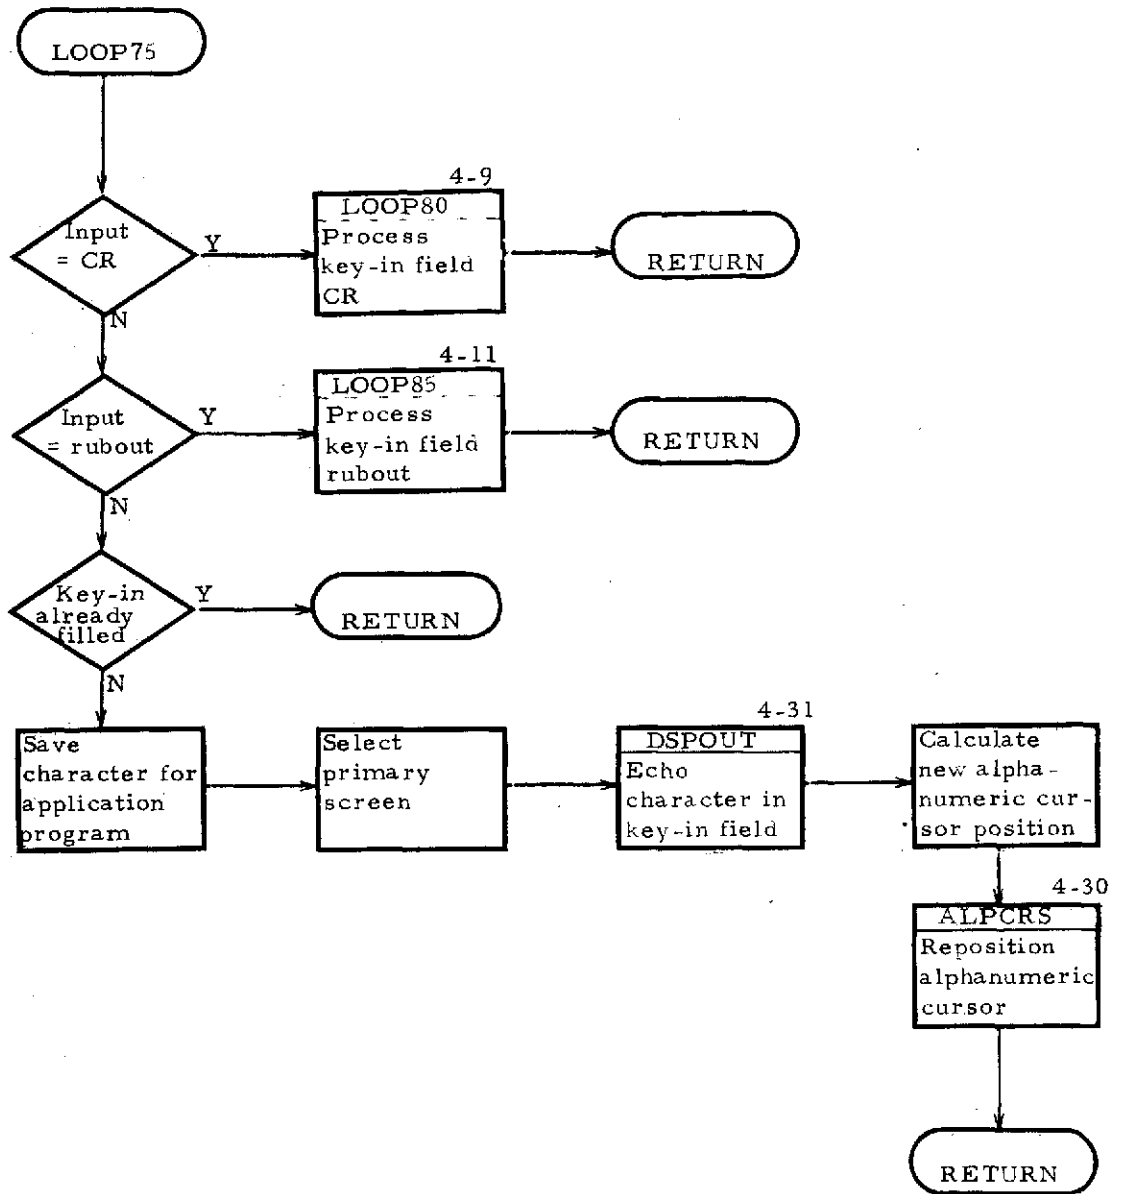 LOOP75
Input
= CR
Y
N
4-9
LOOP80
Process
key-in field
CR
RETURN
Input
= rubout
Y
N
4-11
LOOP85
Process
key-in field
rubout
RETURN
Key-in
already
filled
Y
N
RETURN
Save
character for
application
program
Select
primary
screen
4-31
DSPOUT
Echo
character in
key-in field
Calculate
new alpha-
numeric cur-
sor position
4-30
ALPCRS
Reposition
alphanumeric
cursor
RETURN